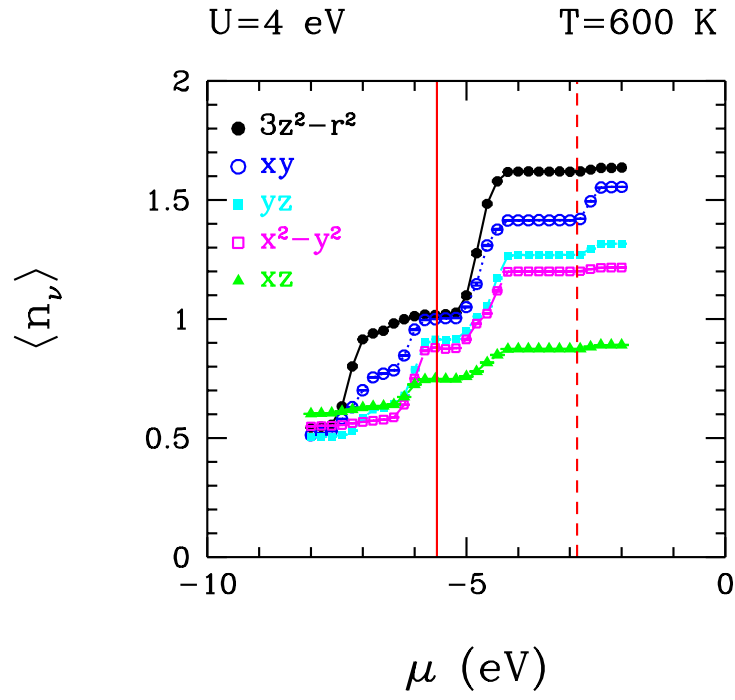 U=4 eV T=600 K
2
3z²−r²
xy
1.5
yz
x²−y²
xz
⟨nᵥ⟩
1
0.5
0
−10 −5 0
μ (eV)